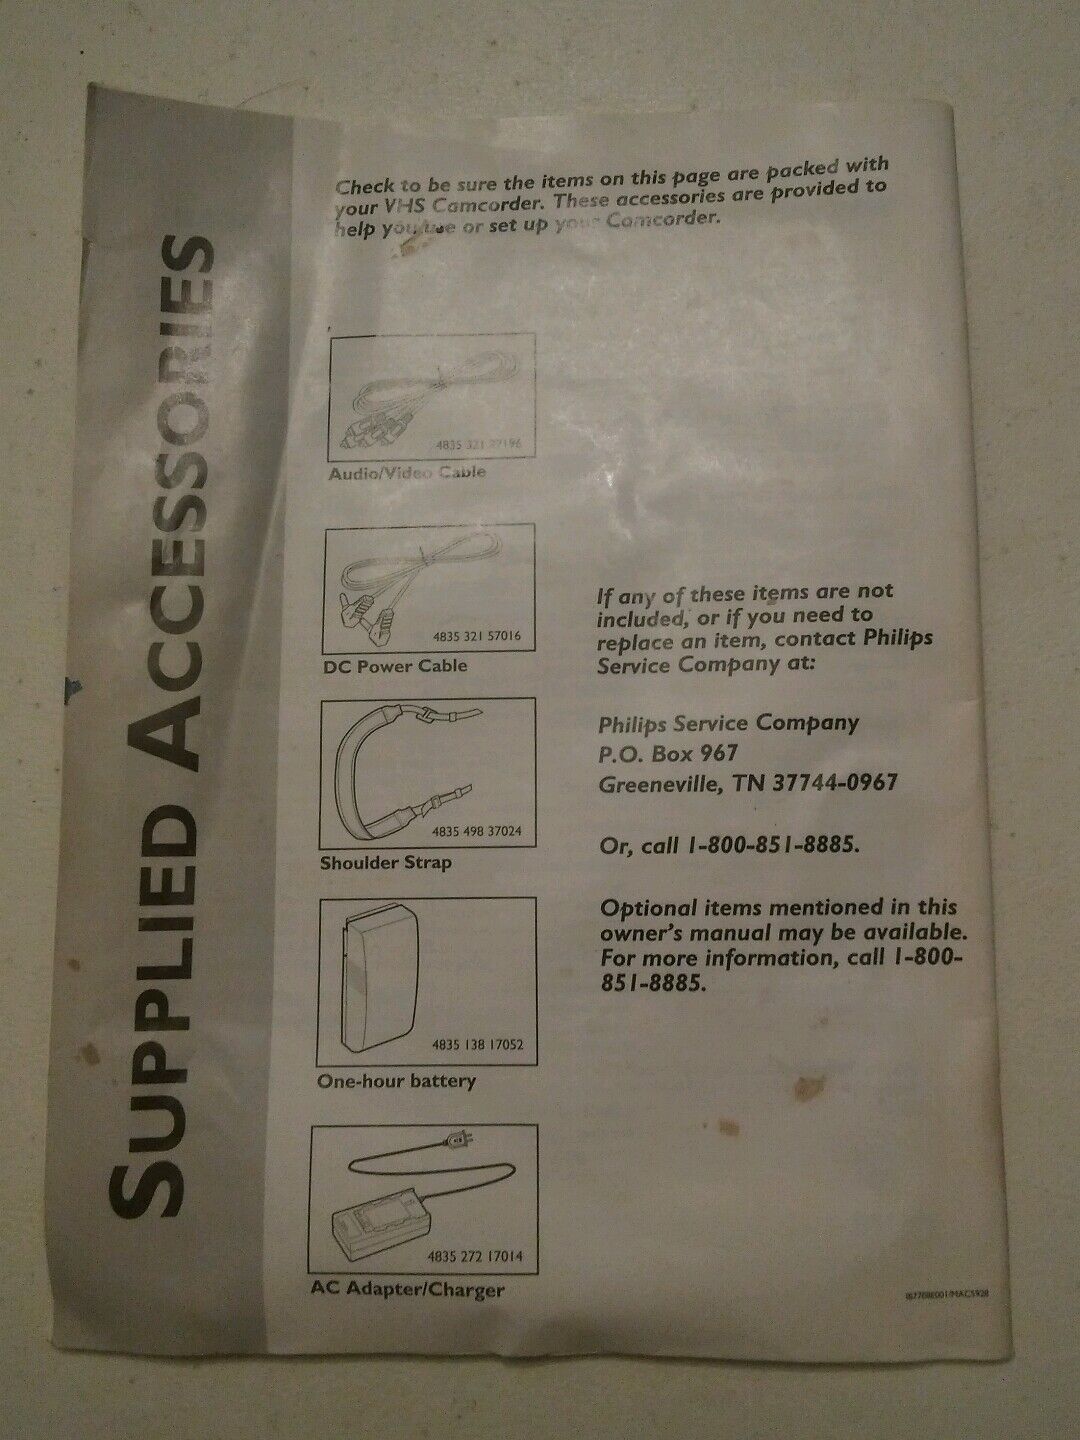 SUPPLIED ACCESSORIES
Check to be sure the items on this page are packed with
your VHS Camcorder. These accessories are provided to
help you use or set up your Camcorder.
4835 321 27196
Audio/Video Cable
4835 321 57016
DC Power Cable
4835 498 37024
Shoulder Strap
4835 138 17052
One-hour battery
4835 272 17014
AC Adapter/Charger
If any of these items are not
included, or if you need to
replace an item, contact Philips
Service Company at:
Philips Service Company
P.O. Box 967
Greeneville, TN 37744-0967
Or, call 1-800-851-8885.
Optional items mentioned in this
owner's manual may be available.
For more information, call 1-800-
851-8885.